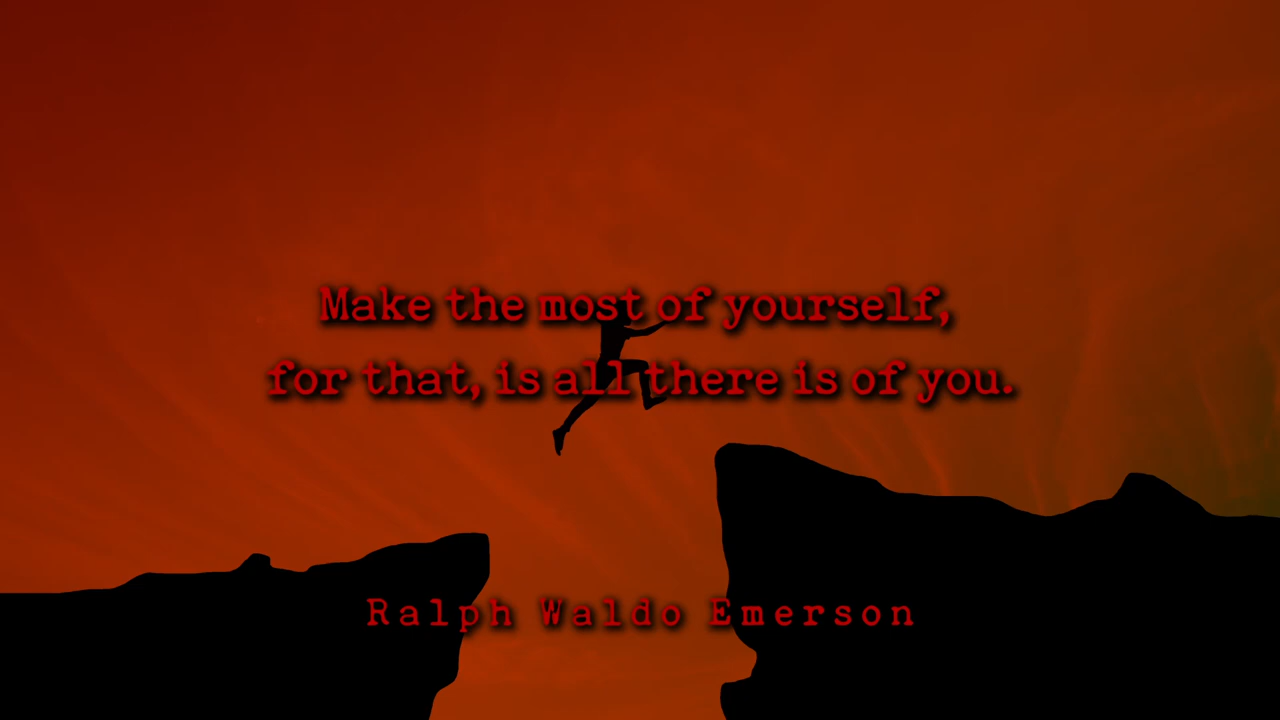 Make the most of yourself,
for that, is all there is of you.
Ralph Waldo Emerson